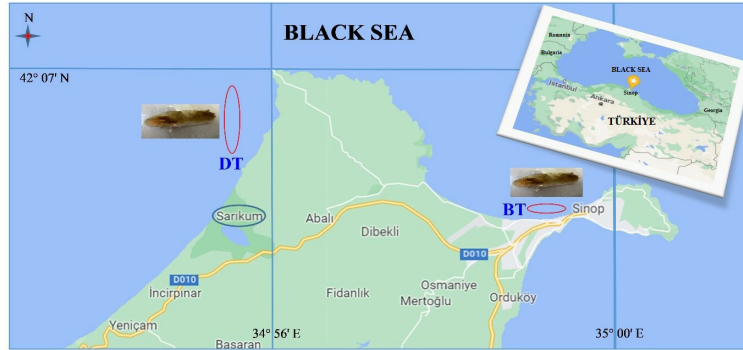 N
BLACK SEA
42° 07' N
DT
Sarıkum
Abalı
Dibekli
BT
Sinop
D010
D010
İncirpınar
Fidanlık
Osmaniye
Mertoğlu
Orduköy
Yeniçam
Basaran
34° 56' E
35° 00' E
Romania
Bulgaria
BLACK SEA
Sinop
İstanbul
Ankara
Georgia
TÜRKİYE